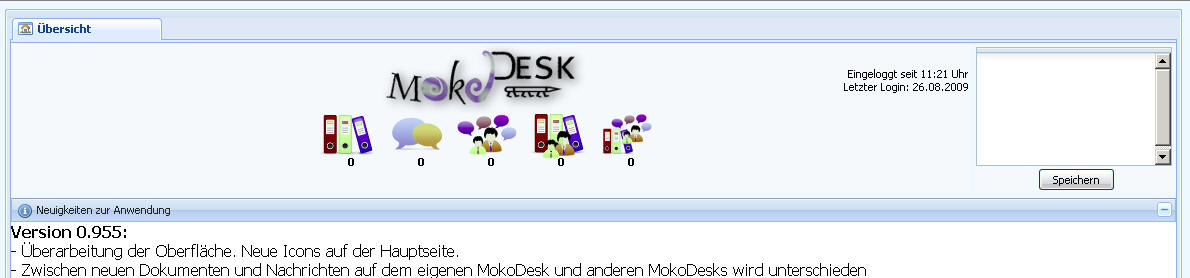 Übersicht
MokoDESK
Eingeloggt seit 11:21 Uhr
Letzter Login: 26.08.2009
0 0 0 0 0
Speichern
Neuigkeiten zur Anwendung
Version 0.955:
- Überarbeitung der Oberfläche. Neue Icons auf der Hauptseite.
- Zwischen neuen Dokumenten und Nachrichten auf dem eigenen MokoDesk und anderen MokoDesks wird unterschieden